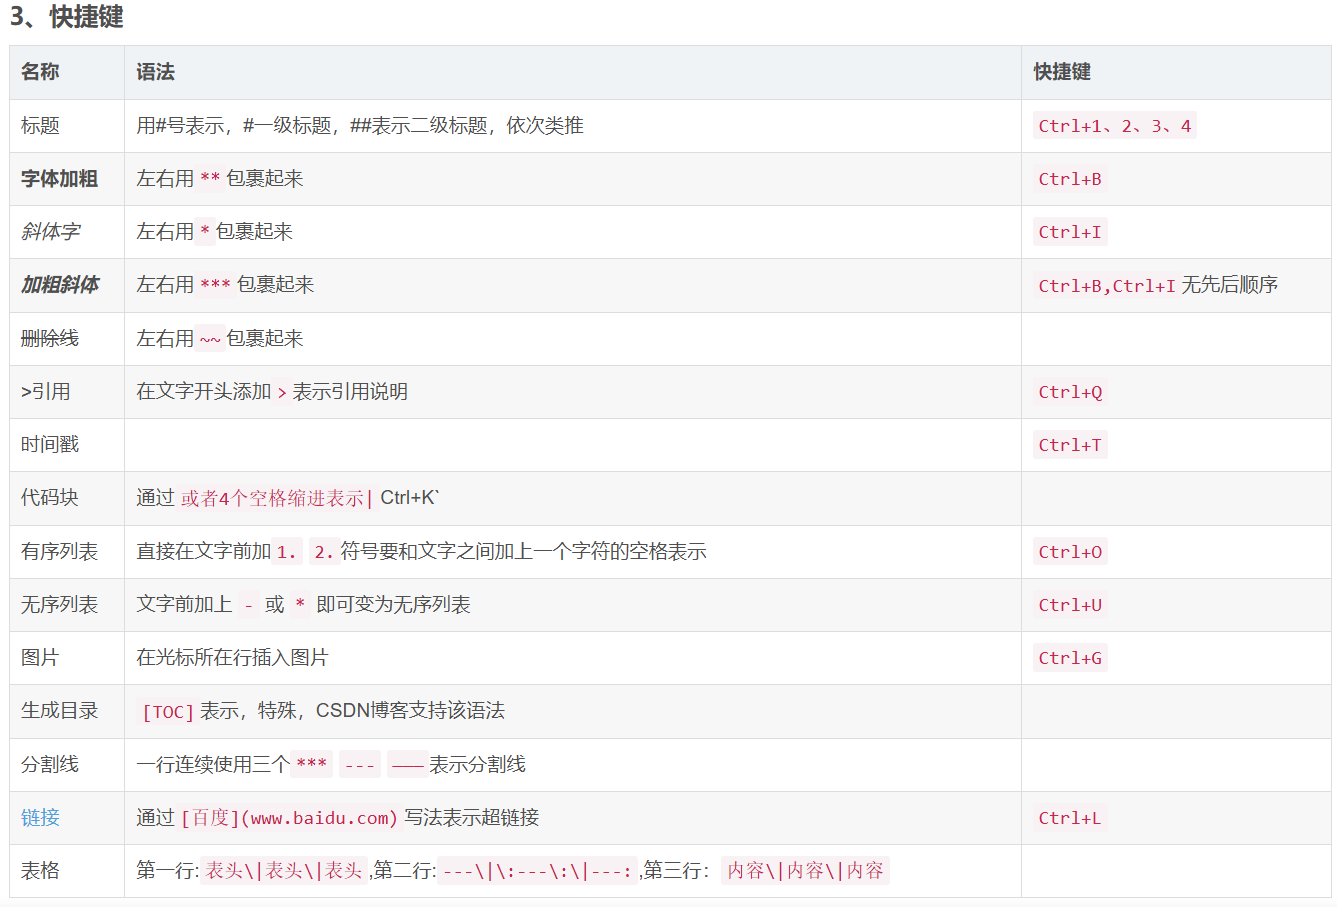 3、快捷键
名称 语法 快捷键
标题 用#号表示，#一级标题，##表示二级标题，依次类推 Ctrl+1、2、3、4
字体加粗 左右用 ** 包裹起来 Ctrl+B
斜体字 左右用 * 包裹起来 Ctrl+I
加粗斜体 左右用 *** 包裹起来 Ctrl+B,Ctrl+I 无先后顺序
删除线 左右用 ~~ 包裹起来
>引用 在文字开头添加 > 表示引用说明 Ctrl+Q
时间戳 Ctrl+T
代码块 通过 或者4个空格缩进表示| Ctrl+K`
有序列表 直接在文字前加 1. 2. 符号要和文字之间加上一个字符的空格表示 Ctrl+O
无序列表 文字前加上 - 或 * 即可变为无序列表 Ctrl+U
图片 在光标所在行插入图片 Ctrl+G
生成目录 [TOC] 表示，特殊，CSDN博客支持该语法
分割线 一行连续使用三个 *** --- ___ 表示分割线
链接 通过 [百度](www.baidu.com) 写法表示超链接 Ctrl+L
表格 第一行: 表头\|表头\|表头 ,第二行: ---\|\:---\:\|---: ,第三行： 内容\|内容\|内容